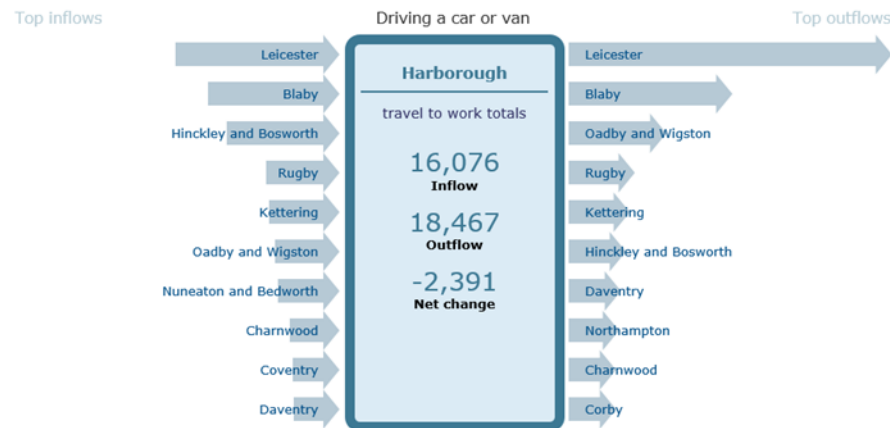 Top inflows
Driving a car or van
Top outflows
Leicester
Blaby
Hinckley and Bosworth
Rugby
Kettering
Oadby and Wigston
Nuneaton and Bedworth
Charnwood
Coventry
Daventry
Harborough
travel to work totals
16,076
Inflow
18,467
Outflow
-2,391
Net change
Leicester
Blaby
Oadby and Wigston
Rugby
Kettering
Hinckley and Bosworth
Daventry
Northampton
Charnwood
Corby